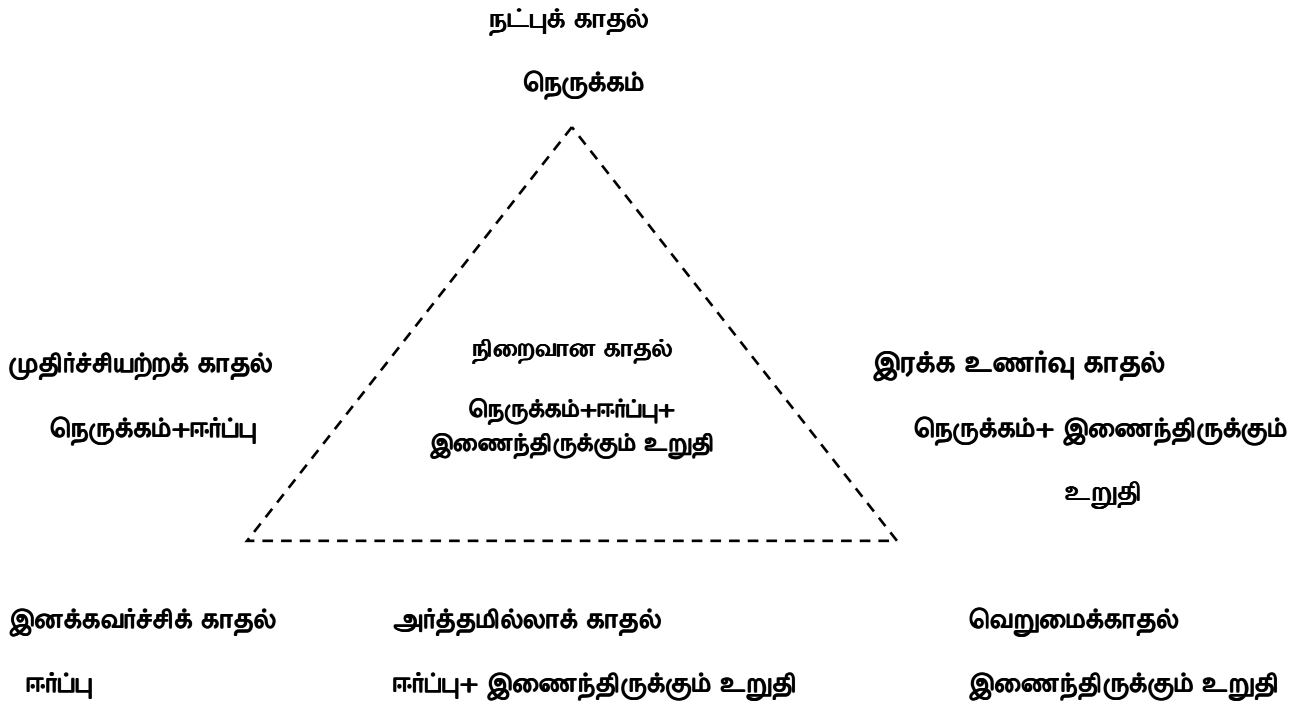 நட்புக் காதல்
நெருக்கம்
முதிர்ச்சியற்றக் காதல்
நெருக்கம்+ஈர்ப்பு
நிறைவான காதல்
நெருக்கம்+ஈர்ப்பு+
இணைந்திருக்கும் உறுதி
இரக்க உணர்வு காதல்
நெருக்கம்+ இணைந்திருக்கும்
உறுதி
இனக்கவர்ச்சிக் காதல்
ஈர்ப்பு
அர்த்தமில்லாக் காதல்
ஈர்ப்பு+ இணைந்திருக்கும் உறுதி
வெறுமைக்காதல்
இணைந்திருக்கும் உறுதி